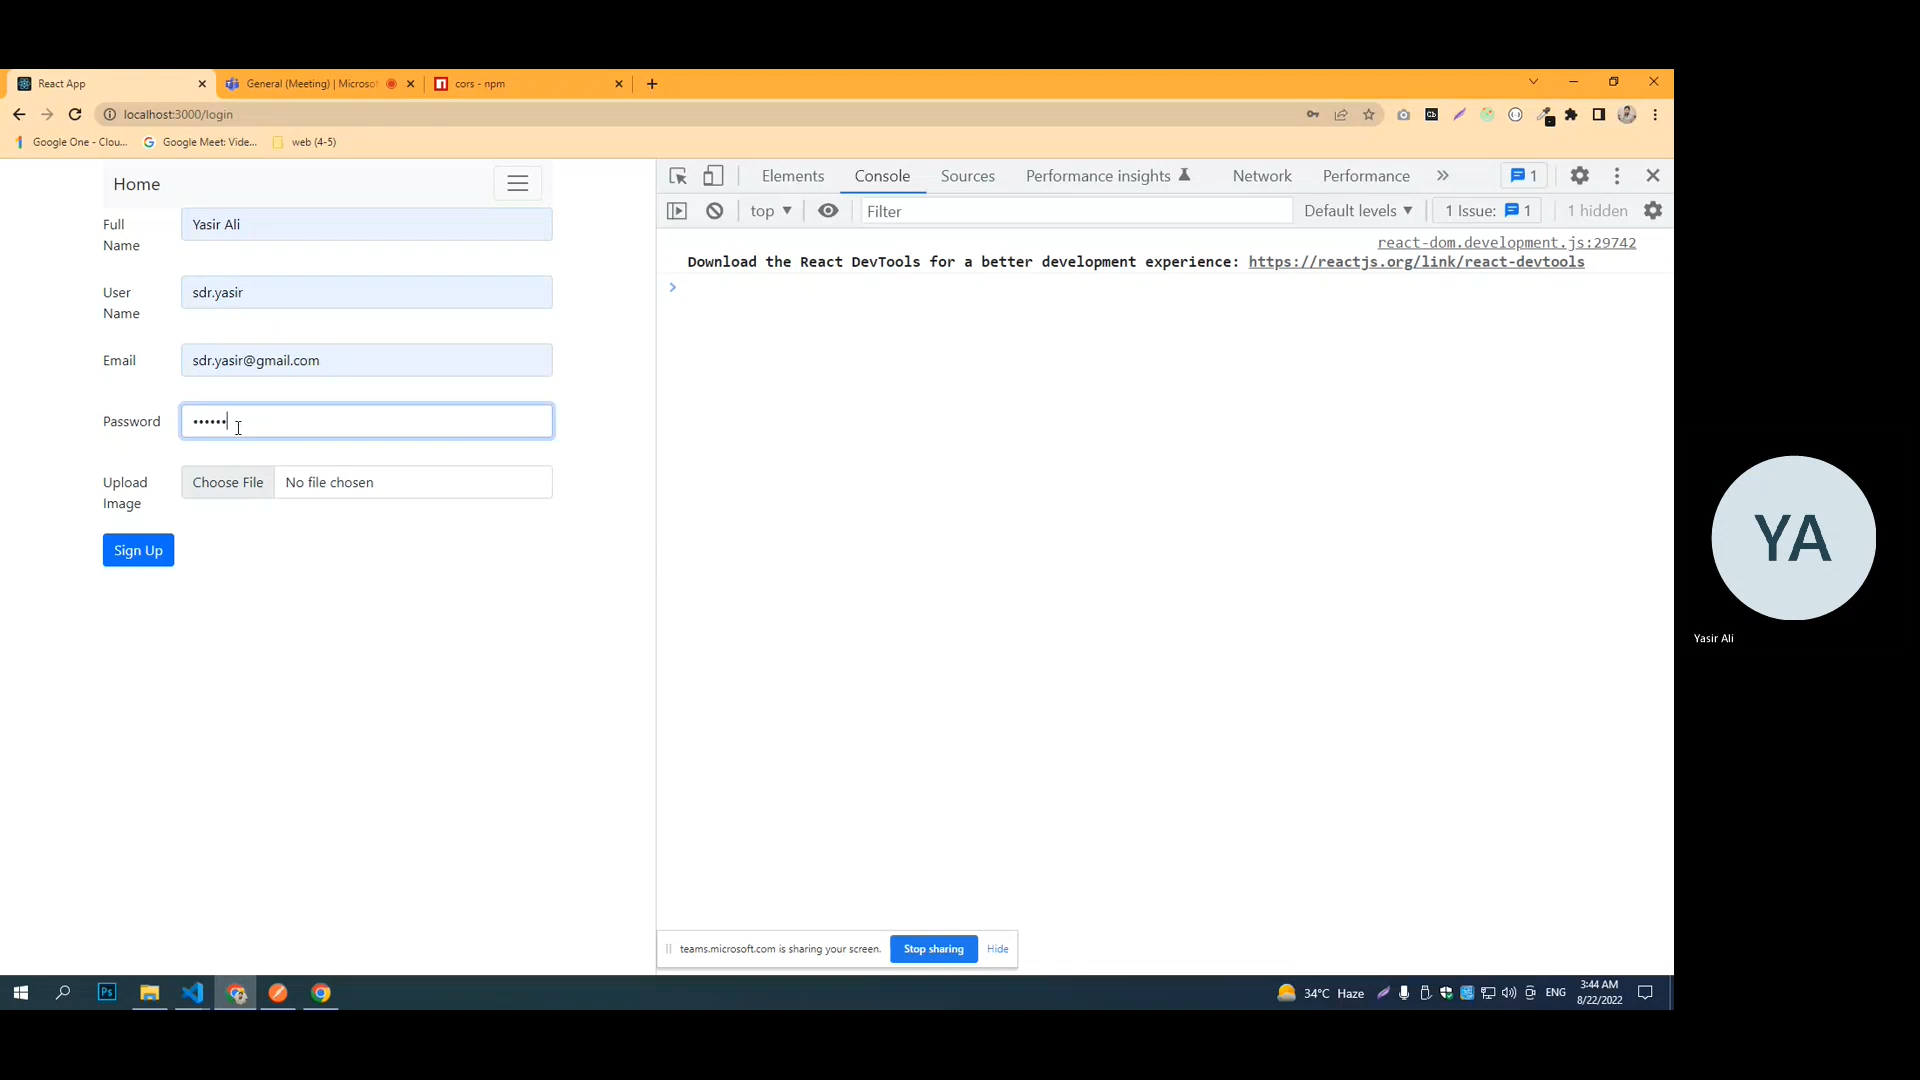 React App
General (Meeting) | Microso
cors - npm
localhost:3000/login
Google One - Clou...
Google Meet: Vide...
web (4-5)
Home
Full
Name
Yasir Ali
User
Name
sdr.yasir
Email
sdr.yasir@gmail.com
Password
••••••
Upload
Image
Choose File
No file chosen
Sign Up
Elements
Console
Sources
Performance insights
Network
Performance
1
top
Filter
Default levels
1 Issue:
1
1 hidden
react-dom.development.js:29742
Download the React DevTools for a better development experience: https://reactjs.org/link/react-devtools
teams.microsoft.com is sharing your screen.
Stop sharing
Hide
YA
Yasir Ali
Ps
34°C Haze
ENG
3:44 AM
8/22/2022